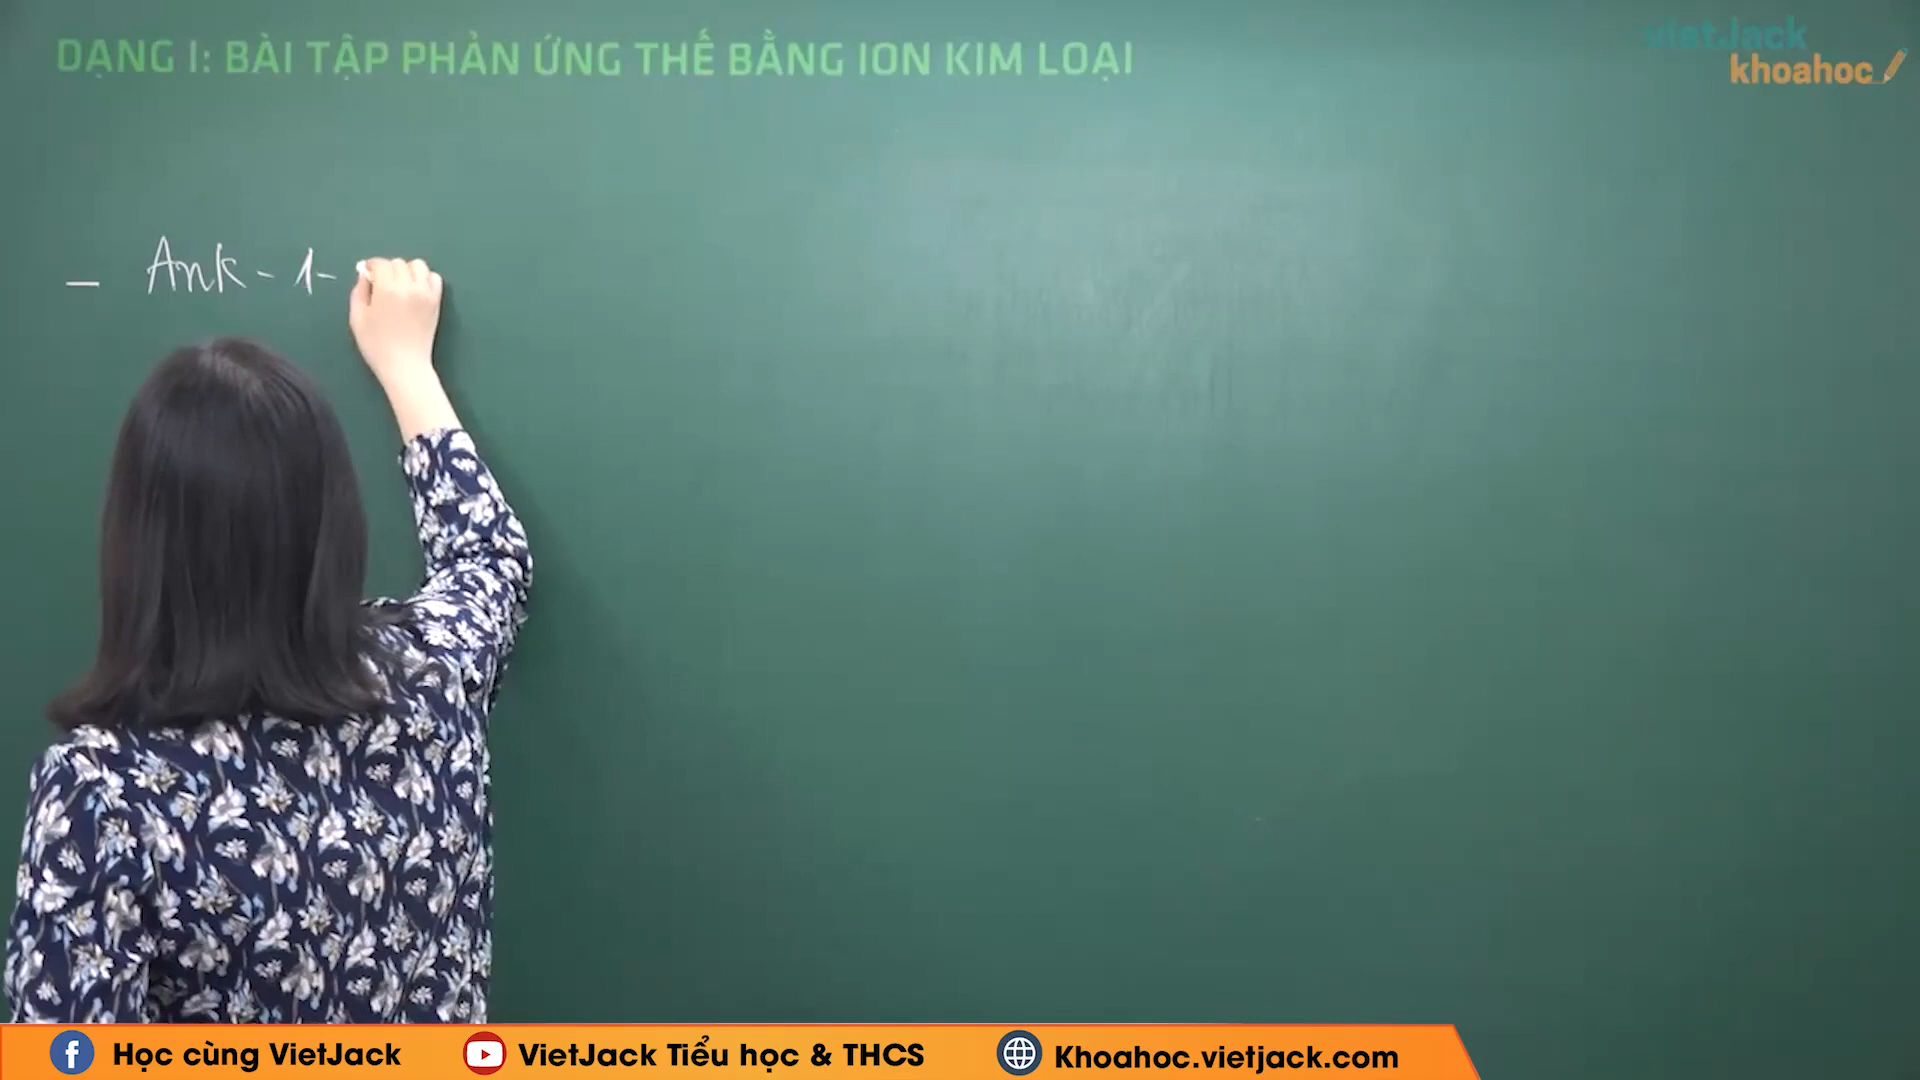 DẠNG I: BÀI TẬP PHẢN ỨNG THẾ BẰNG ION KIM LOẠI
vietJack
khoahoc
- Ank-1-
Học cùng VietJack
VietJack Tiểu học & THCS
Khoahoc.vietjack.com